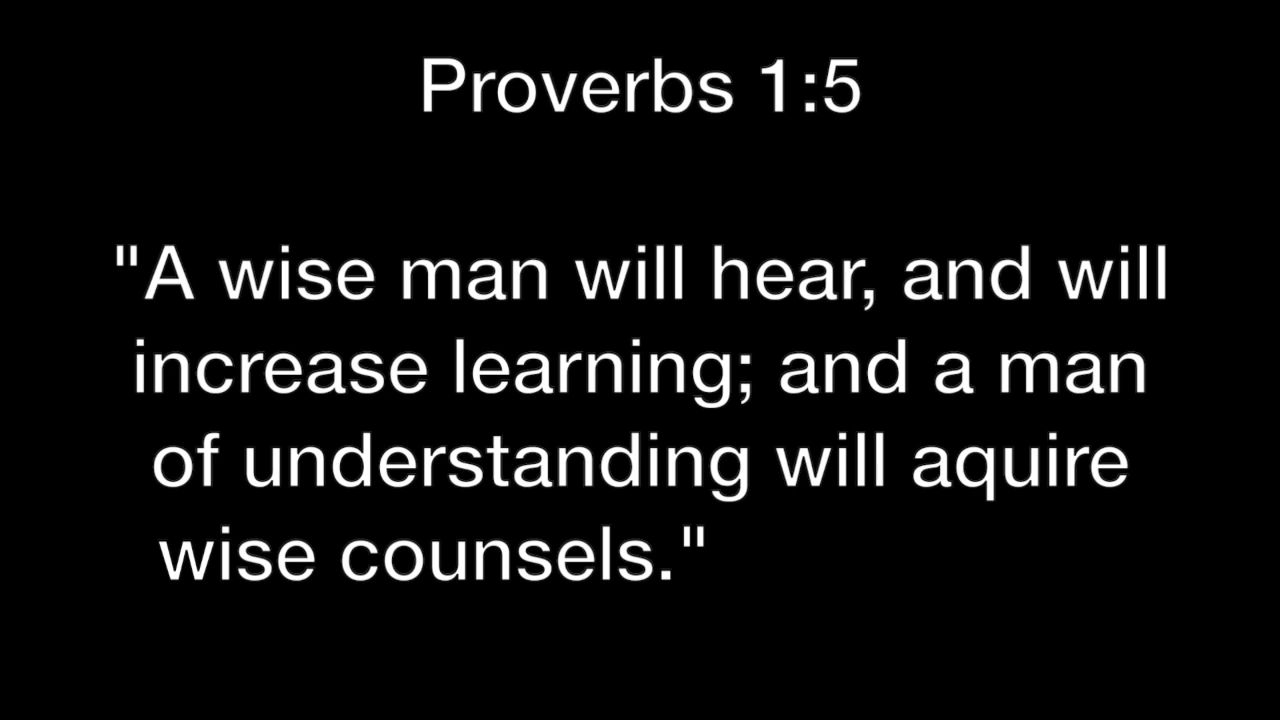 Proverbs 1:5
"A wise man will hear, and will
increase learning; and a man
of understanding will aquire
wise counsels."